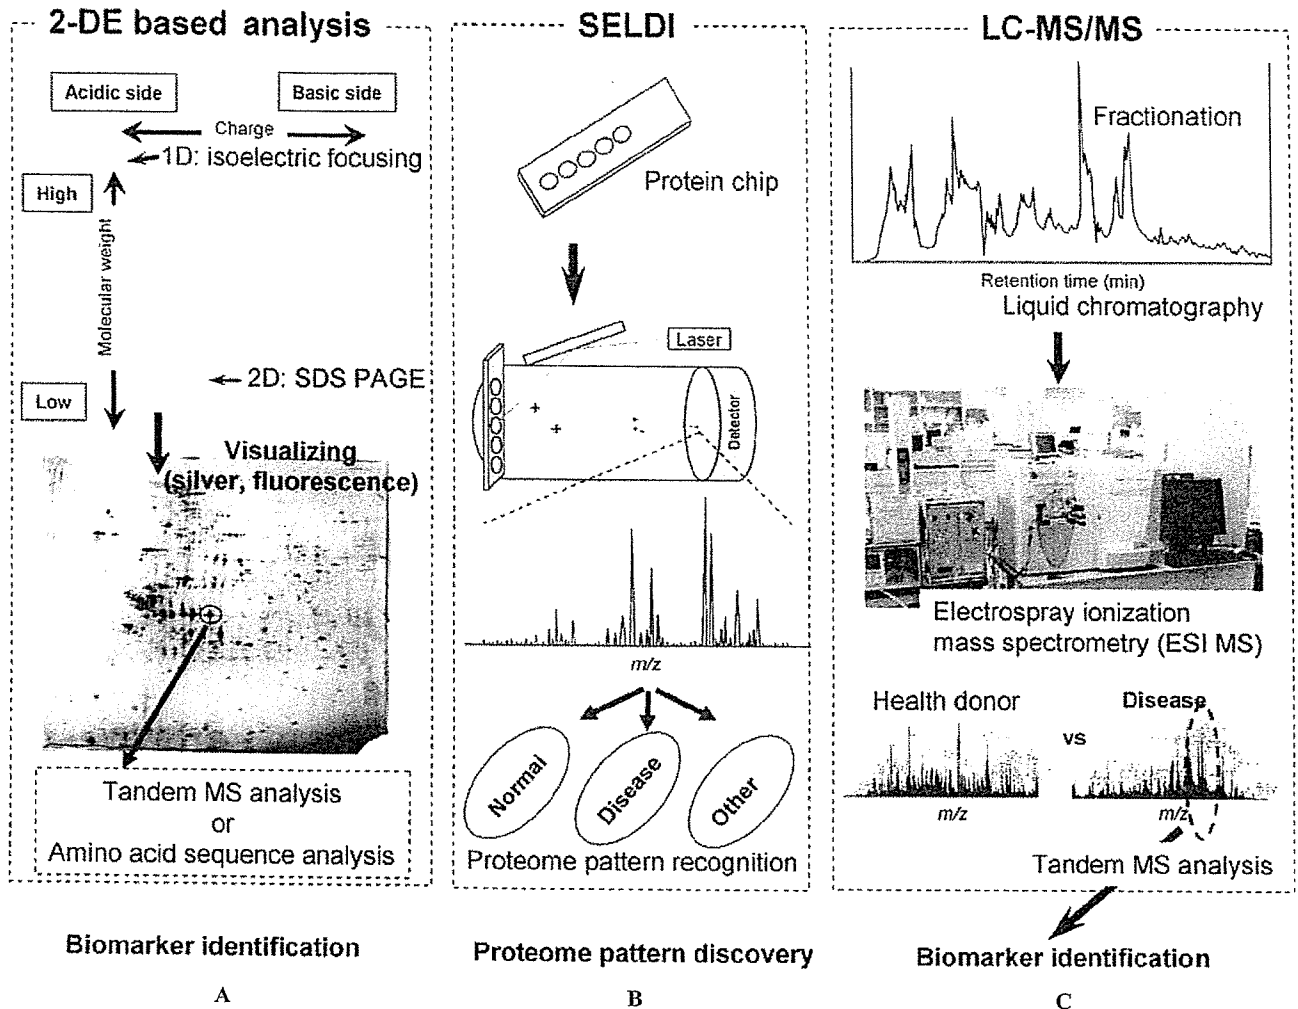 2-DE based analysis
Acidic side
Basic side
Charge
1D: isoelectric focusing
High
Molecular weight
2D: SDS PAGE
Low
Visualizing
(silver, fluorescence)
Tandem MS analysis
or
Amino acid sequence analysis
Biomarker identification
A
SELDI
Protein chip
Laser
Detector
m/z
Normal
Disease
Other
Proteome pattern recognition
Proteome pattern discovery
B
LC-MS/MS
Fractionation
Retention time (min)
Liquid chromatography
Electrospray ionization
mass spectrometry (ESI MS)
Health donor
vs
Disease
m/z
m/z
Tandem MS analysis
Biomarker identification
C